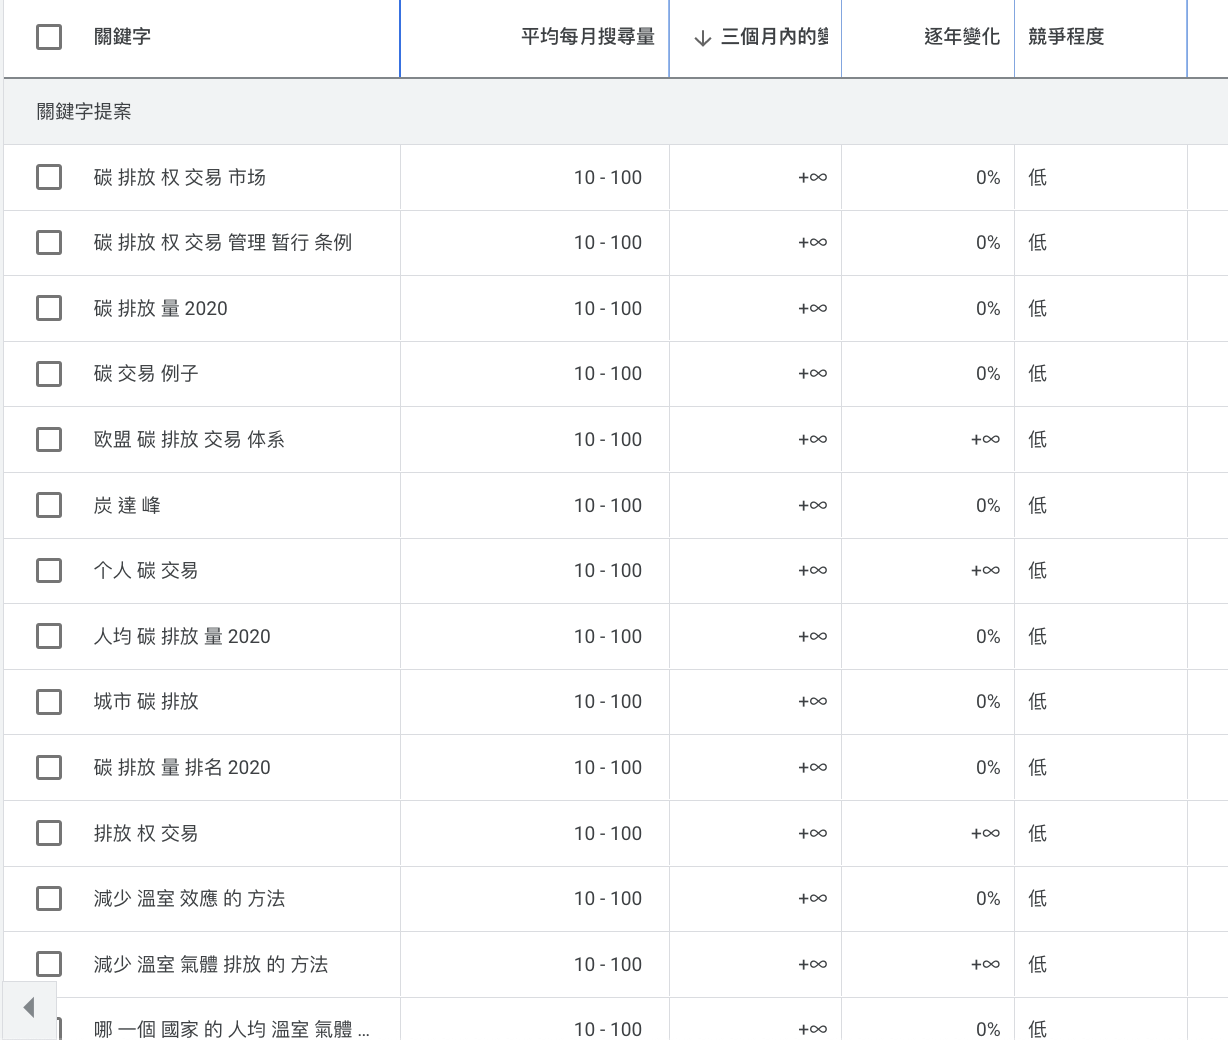 關鍵字 平均每月搜尋量 三個月內的 逐年變化 競爭程度
關鍵字提案
碳 排放 权 交易 市场 10 - 100 +∞ 0% 低
碳 排放 权 交易 管理 暂行 条例 10 - 100 +∞ 0% 低
碳 排放 量 2020 10 - 100 +∞ 0% 低
碳 交易 例子 10 - 100 +∞ 0% 低
欧盟 碳 排放 交易 体系 10 - 100 +∞ +∞ 低
炭 達 峰 10 - 100 +∞ 0% 低
个人 碳 交易 10 - 100 +∞ +∞ 低
人均 碳 排放 量 2020 10 - 100 +∞ 0% 低
城市 碳 排放 10 - 100 +∞ 0% 低
碳 排放 量 排名 2020 10 - 100 +∞ 0% 低
排放 权 交易 10 - 100 +∞ +∞ 低
減少 溫室 效應 的 方法 10 - 100 +∞ 0% 低
減少 溫室 氣體 排放 的 方法 10 - 100 +∞ +∞ 低
哪 一個 國家 的 人均 溫室 氣體 ... 10 - 100 +∞ 0% 低